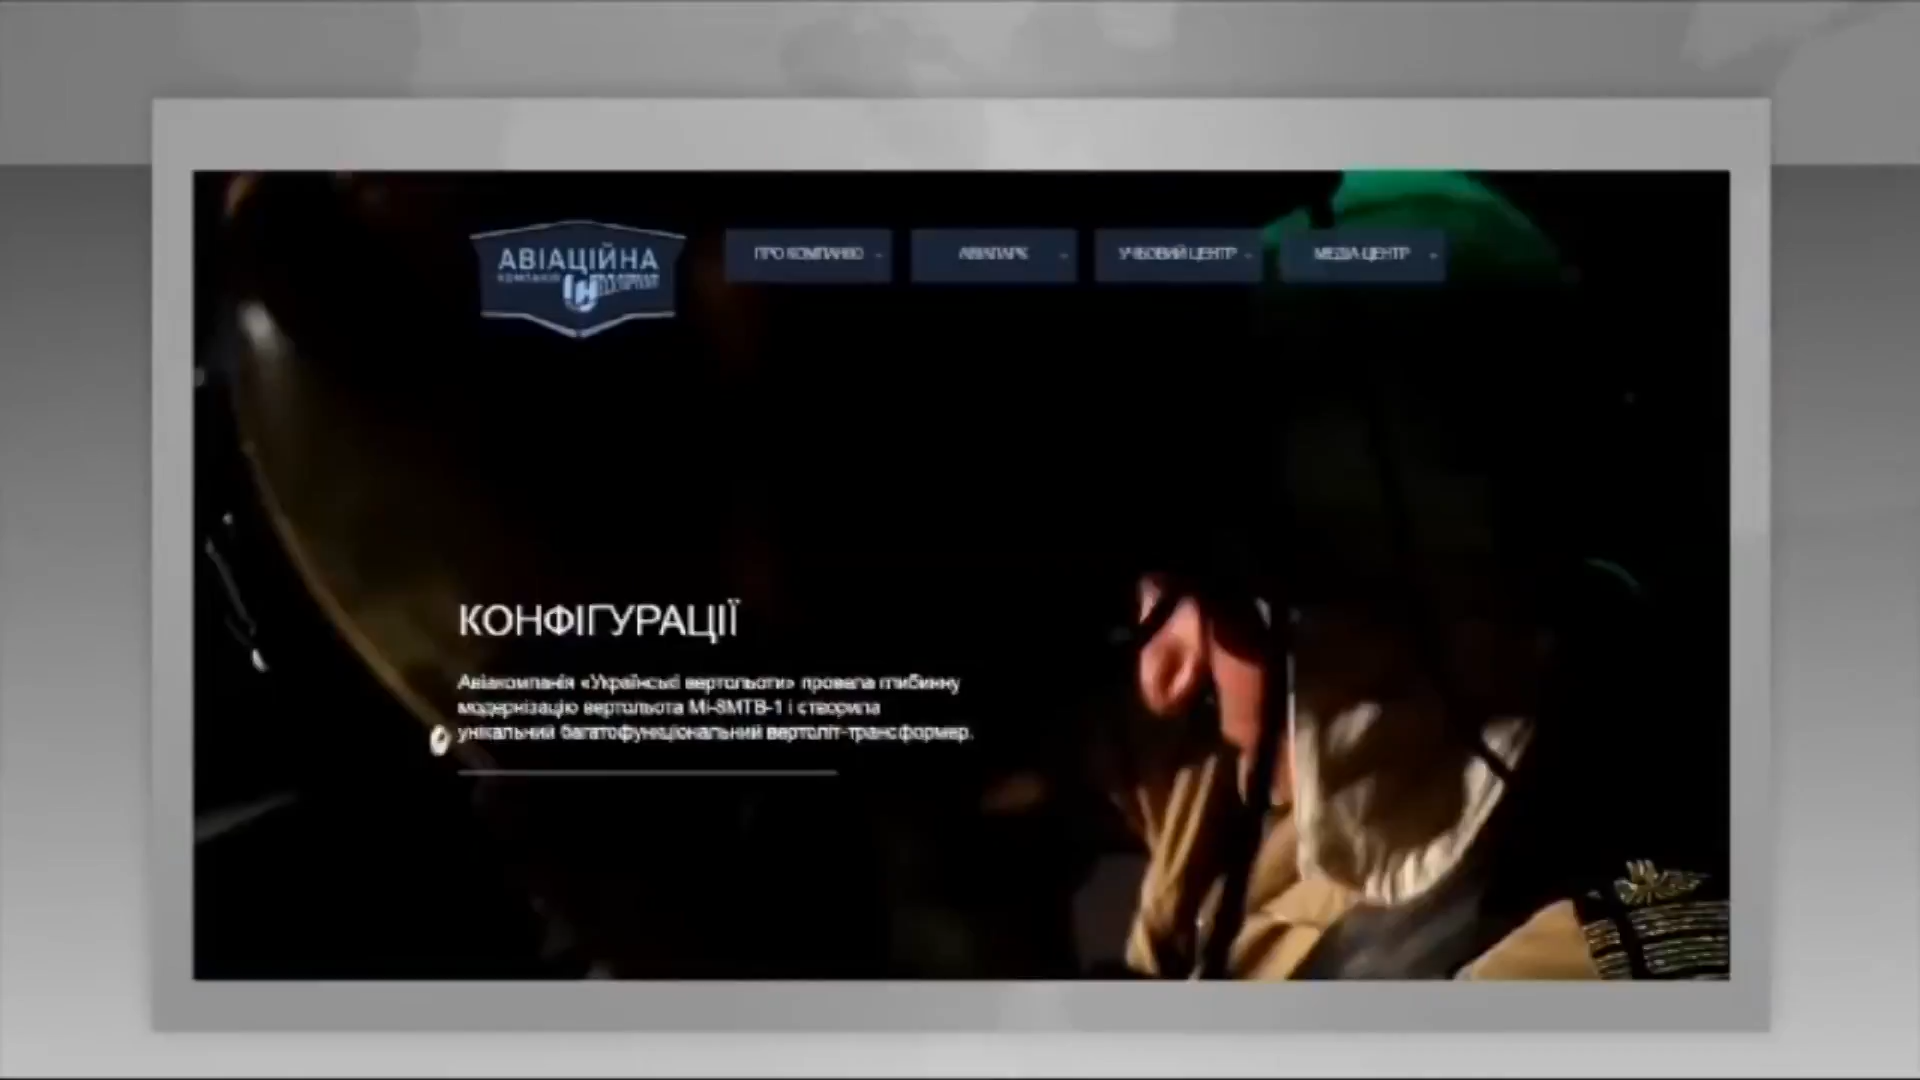 АВІАЦІЙНА
КОМПАНІЯ
ПРО КОМПАНІЮ
АВІАПАРК
УЧБОВИЙ ЦЕНТР
МЕДІА ЦЕНТР
КОНФІГУРАЦІЇ
Авіакомпанія «Українські вертольоти» провела глибинну
модернізацію вертольота Мі-8МТВ-1 і створила
унікальний багатофункціональний вертоліт-трансформер.